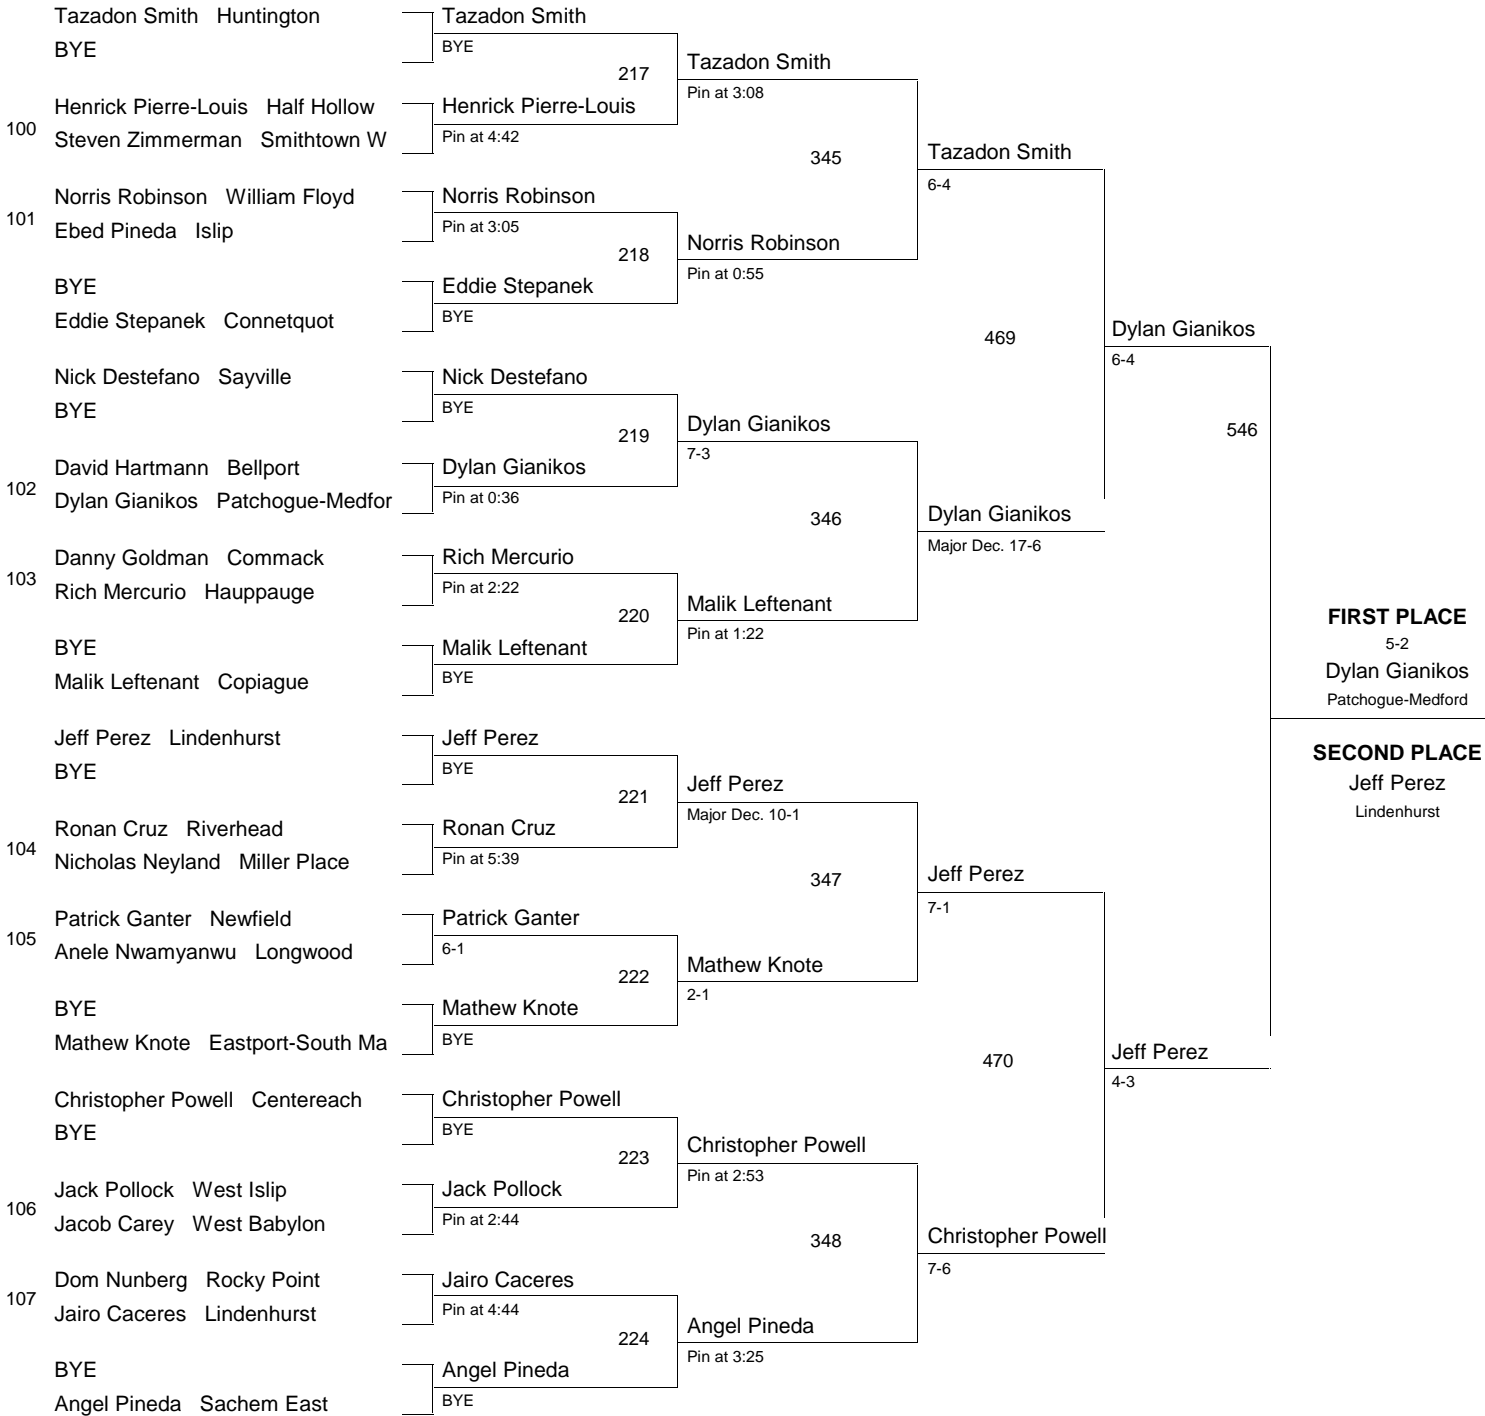 Tazadon Smith Huntington
BYE
100
Henrick Pierre-Louis Half Hollow
Steven Zimmerman Smithtown W
101
Norris Robinson William Floyd
Ebed Pineda Islip
BYE
Eddie Stepanek Connetquot
Nick Destefano Sayville
BYE
102
David Hartmann Bellport
Dylan Gianikos Patchogue-Medfor
103
Danny Goldman Commack
Rich Mercurio Hauppauge
BYE
Malik Leftenant Copiague
Jeff Perez Lindenhurst
BYE
104
Ronan Cruz Riverhead
Nicholas Neyland Miller Place
105
Patrick Ganter Newfield
Anele Nwamyanwu Longwood
BYE
Mathew Knote Eastport-South Ma
Christopher Powell Centereach
BYE
106
Jack Pollock West Islip
Jacob Carey West Babylon
107
Dom Nunberg Rocky Point
Jairo Caceres Lindenhurst
BYE
Angel Pineda Sachem East
Tazadon Smith
BYE
217
Henrick Pierre-Louis
Pin at 4:42
Norris Robinson
Pin at 3:05
218
Eddie Stepanek
BYE
Nick Destefano
BYE
219
Dylan Gianikos
Pin at 0:36
Rich Mercurio
Pin at 2:22
220
Malik Leftenant
BYE
Jeff Perez
BYE
221
Ronan Cruz
Pin at 5:39
Patrick Ganter
6-1
222
Mathew Knote
BYE
Christopher Powell
BYE
223
Jack Pollock
Pin at 2:44
Jairo Caceres
Pin at 4:44
224
Angel Pineda
BYE
Tazadon Smith
Pin at 3:08
345
Norris Robinson
Pin at 0:55
Dylan Gianikos
7-3
346
Malik Leftenant
Pin at 1:22
Jeff Perez
Major Dec. 10-1
347
Mathew Knote
2-1
Christopher Powell
Pin at 2:53
348
Angel Pineda
Pin at 3:25
Tazadon Smith
6-4
469
Dylan Gianikos
Major Dec. 17-6
Jeff Perez
7-1
470
Christopher Powell
7-6
Dylan Gianikos
6-4
546
Jeff Perez
4-3
FIRST PLACE
5-2
Dylan Gianikos
Patchogue-Medford
SECOND PLACE
Jeff Perez
Lindenhurst